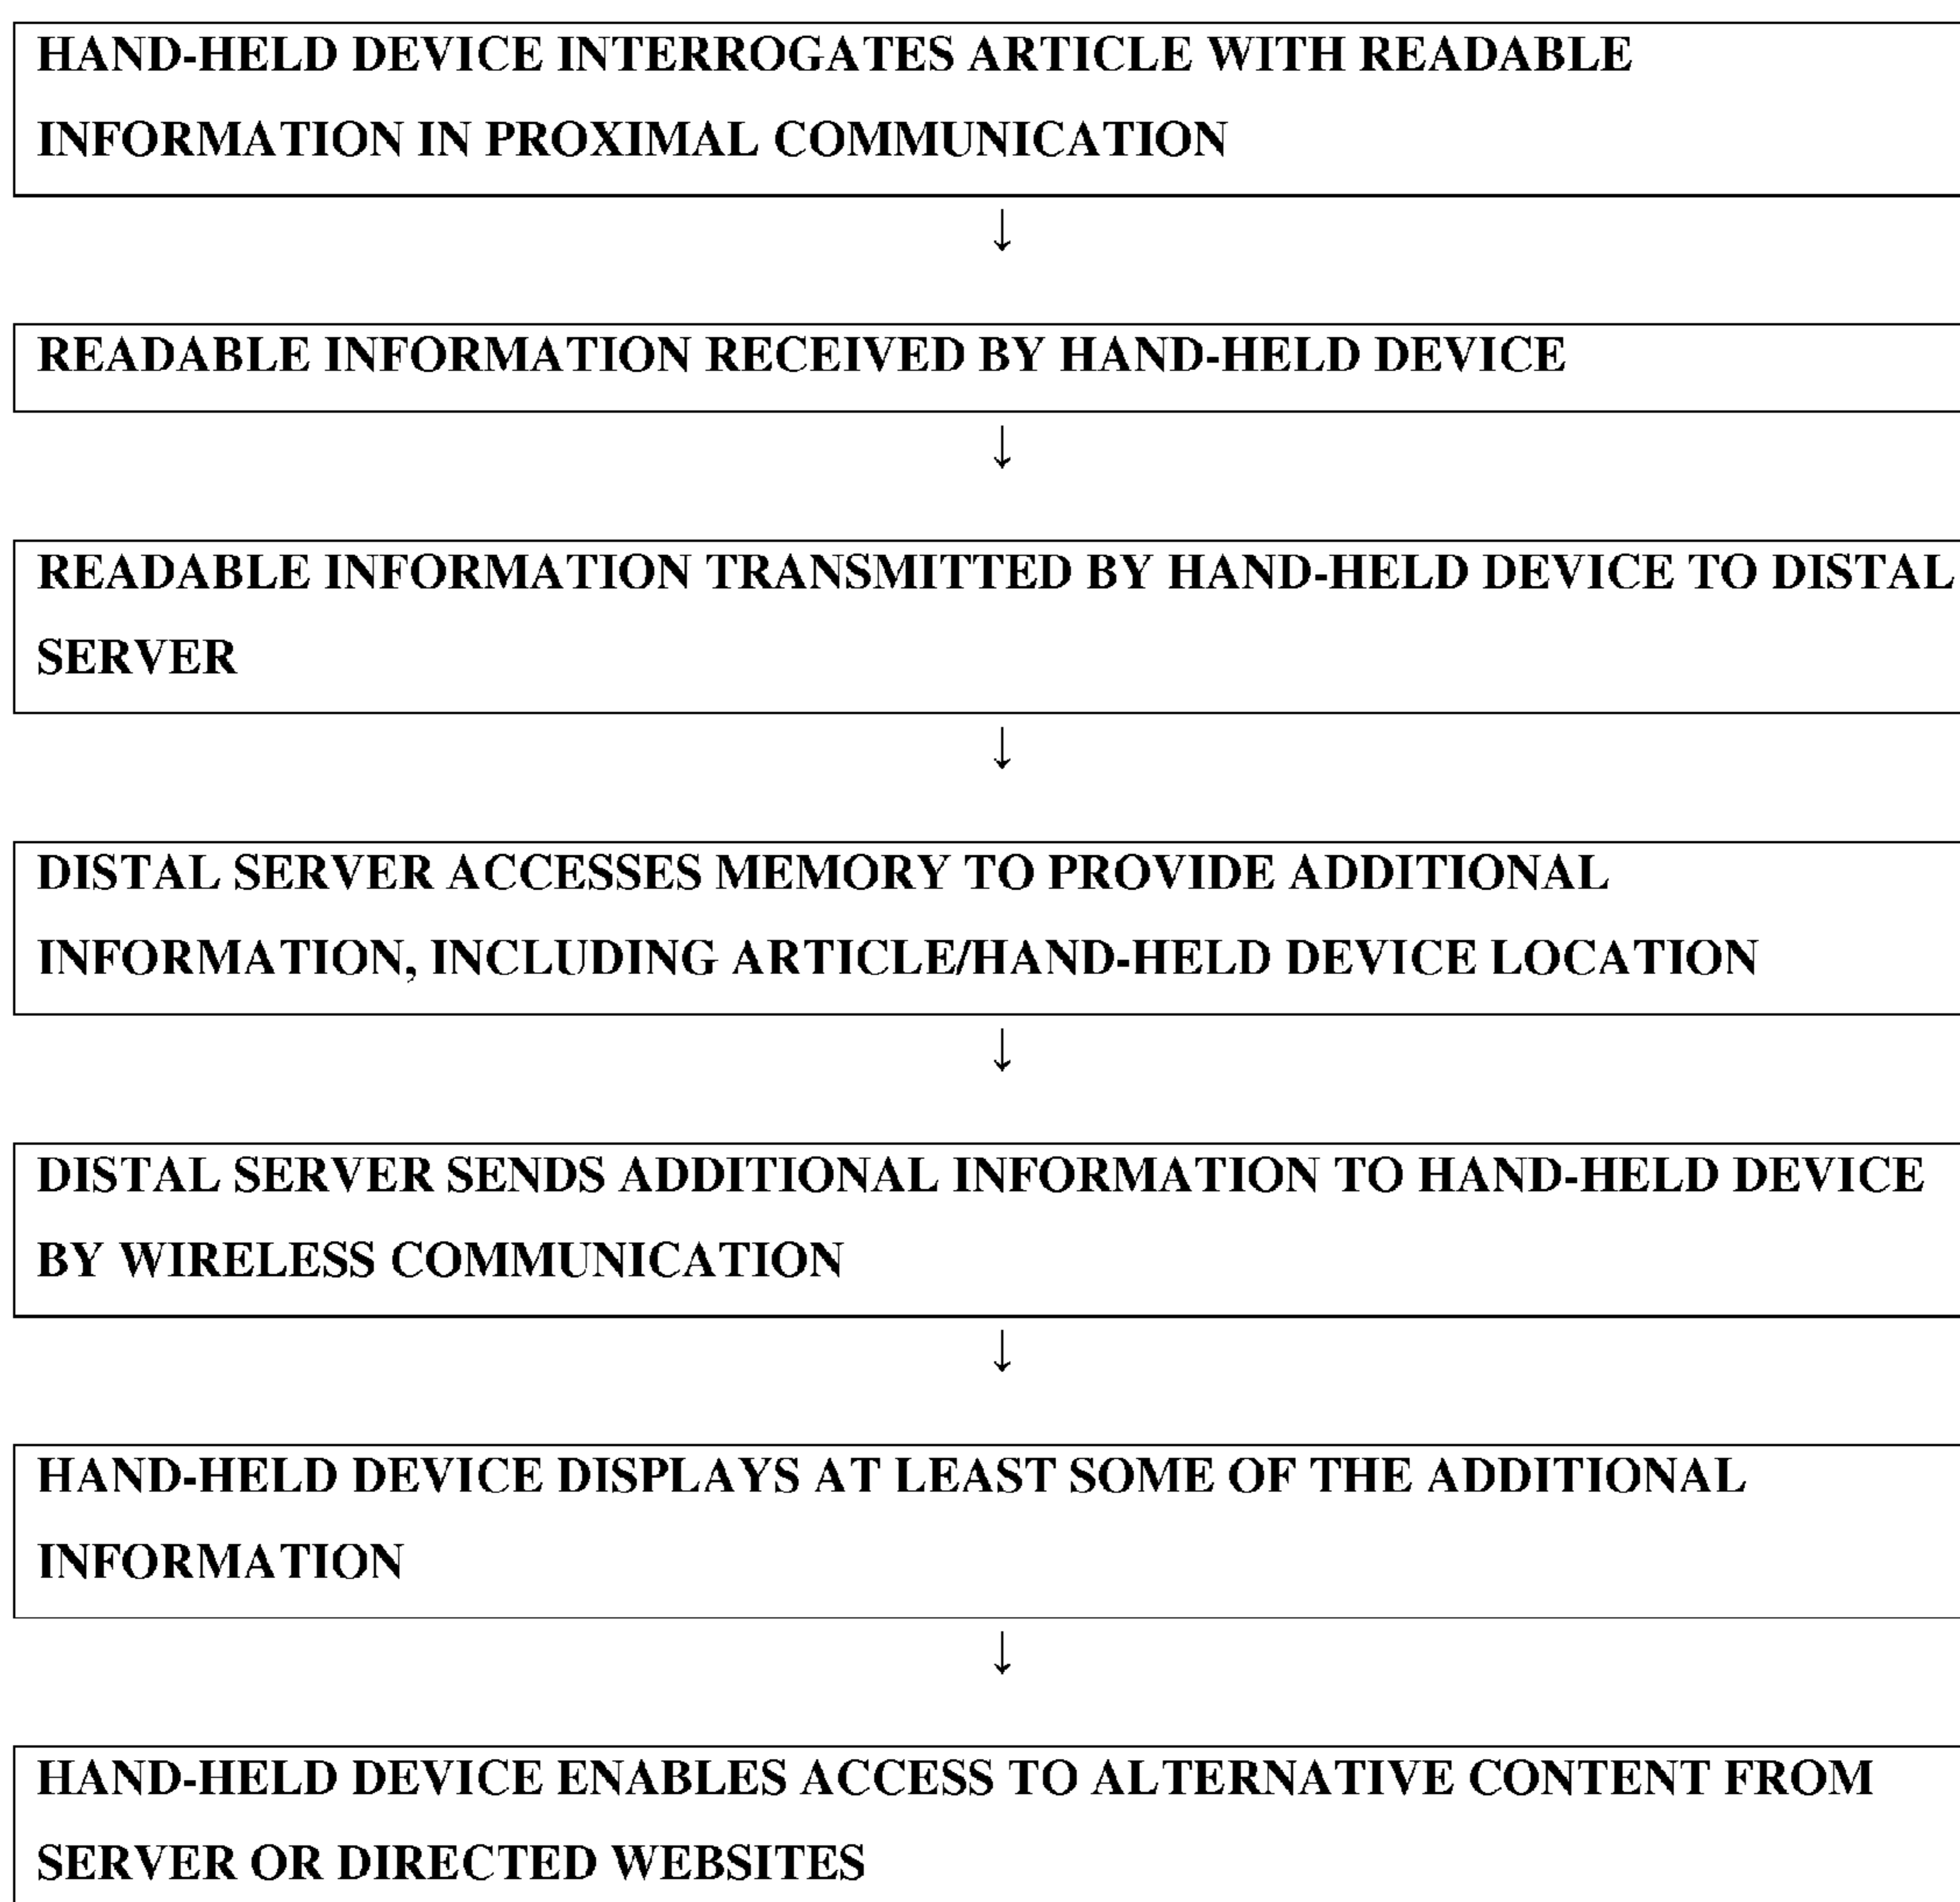 HAND-HELD DEVICE INTERROGATES ARTICLE WITH READABLE
INFORMATION IN PROXIMAL COMMUNICATION
↓
READABLE INFORMATION RECEIVED BY HAND-HELD DEVICE
↓
READABLE INFORMATION TRANSMITTED BY HAND-HELD DEVICE TO DISTAL
SERVER
↓
DISTAL SERVER ACCESSES MEMORY TO PROVIDE ADDITIONAL
INFORMATION, INCLUDING ARTICLE/HAND-HELD DEVICE LOCATION
↓
DISTAL SERVER SENDS ADDITIONAL INFORMATION TO HAND-HELD DEVICE
BY WIRELESS COMMUNICATION
↓
HAND-HELD DEVICE DISPLAYS AT LEAST SOME OF THE ADDITIONAL
INFORMATION
↓
HAND-HELD DEVICE ENABLES ACCESS TO ALTERNATIVE CONTENT FROM
SERVER OR DIRECTED WEBSITES